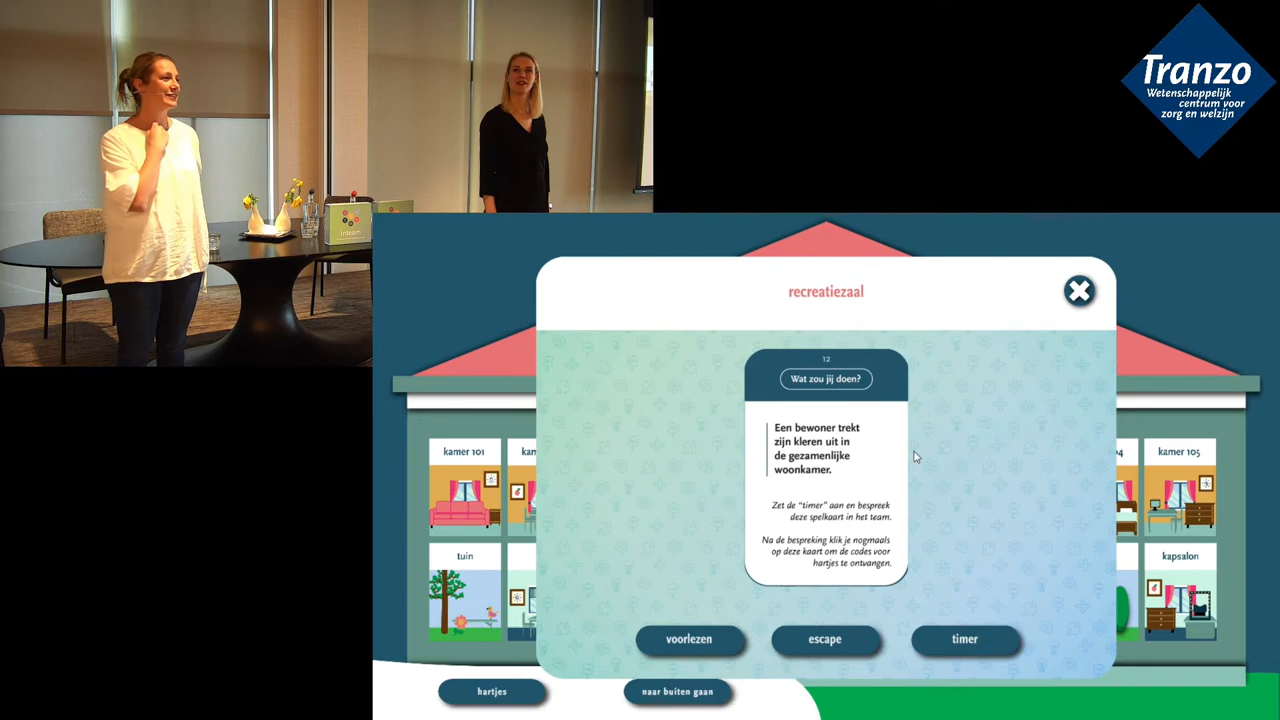 Tranzo
Wetenschappelijk
centrum voor
zorg en welzijn
Inteam
recreatiezaal
12
Wat zou jij doen?
Een bewoner trekt
zijn kleren uit in
de gezamenlijke
woonkamer.
Zet de “timer” aan en bespreek
deze spelkaart in het team.
Na de bespreking klik je nogmaals
op deze kaart om de codes voor
hartjes te ontvangen.
kamer 101
kam
04
kamer 105
tuin
kapsalon
voorlezen
escape
timer
hartjes
naar buiten gaan